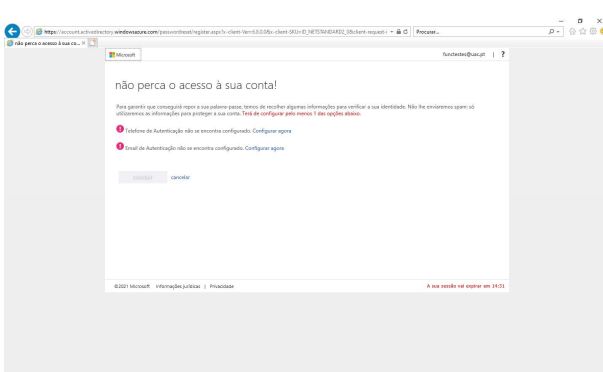 https://account.activedirectory.windowsazure.com/passwordreset/register.aspx?x-client-Ver=6.6.0.0&x-client-SKU=ID_NETSTANDARD2_0&client-request-i
Procurar...
não perca o acesso à sua co...
Microsoft
functestes@uac.pt | ?
não perca o acesso à sua conta!
Para garantir que conseguirá repor a sua palavra-passe, temos de recolher algumas informações para verificar a sua identidade. Não lhe enviaremos spam: só
utilizaremos as informações para proteger a sua conta. Terá de configurar pelo menos 1 das opções abaixo.
Telefone de Autenticação não se encontra configurado. Configurar agora
Email de Autenticação não se encontra configurado. Configurar agora
concluir cancelar
©2021 Microsoft Informações jurídicas | Privacidade
A sua sessão vai expirar em 14:51